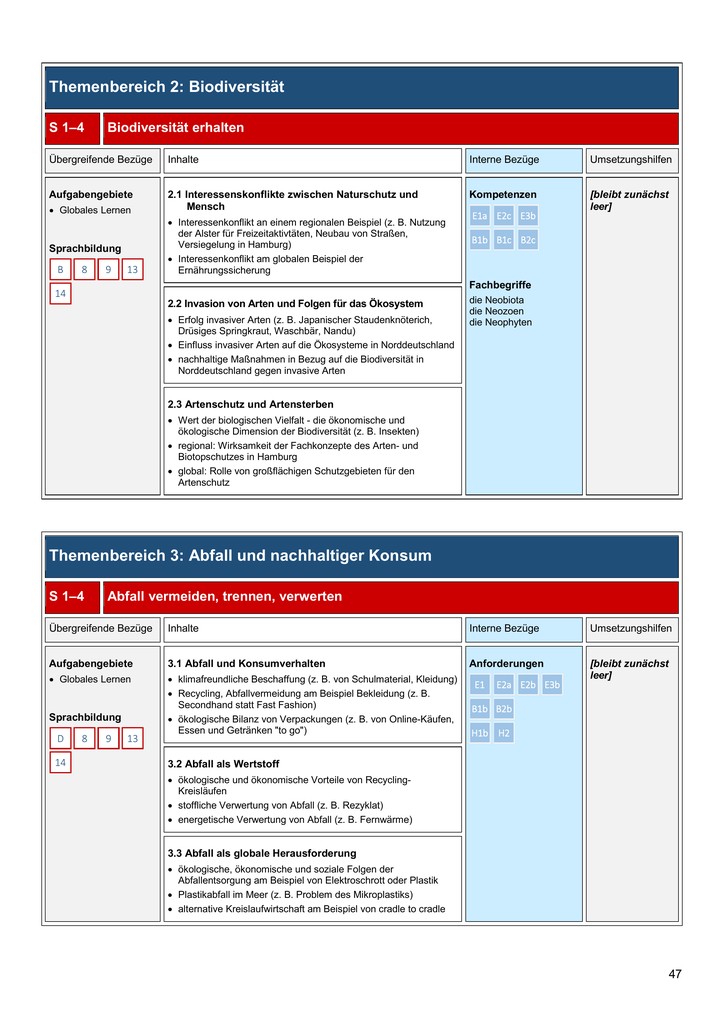 Themenbereich 2: Biodiversität
S 1–4 Biodiversität erhalten
Übergreifende Bezüge Inhalte Interne Bezüge Umsetzungshilfen
Aufgabengebiete
• Globales Lernen
Sprachbildung
B 8 9 13
14
2.1 Interessenskonflikte zwischen Naturschutz und
Mensch
• Interessenkonflikt an einem regionalen Beispiel (z. B. Nutzung
der Alster für Freizeitaktivtäten, Neubau von Straßen,
Versiegelung in Hamburg)
• Interessenkonflikt am globalen Beispiel der
Ernährungssicherung
2.2 Invasion von Arten und Folgen für das Ökosystem
• Erfolg invasiver Arten (z. B. Japanischer Staudenknöterich,
Drüsiges Springkraut, Waschbär, Nandu)
• Einfluss invasiver Arten auf die Ökosysteme in Norddeutschland
• nachhaltige Maßnahmen in Bezug auf die Biodiversität in
Norddeutschland gegen invasive Arten
2.3 Artenschutz und Artensterben
• Wert der biologischen Vielfalt - die ökonomische und
ökologische Dimension der Biodiversität (z. B. Insekten)
• regional: Wirksamkeit der Fachkonzepte des Arten- und
Biotopschutzes in Hamburg
• global: Rolle von großflächigen Schutzgebieten für den
Artenschutz
Kompetenzen
E1a E2c E3b
B1b B1c B2c
Fachbegriffe
die Neobiota
die Neozoen
die Neophyten
[bleibt zunächst
leer]
Themenbereich 3: Abfall und nachhaltiger Konsum
S 1–4 Abfall vermeiden, trennen, verwerten
Übergreifende Bezüge Inhalte Interne Bezüge Umsetzungshilfen
Aufgabengebiete
• Globales Lernen
Sprachbildung
D 8 9 13
14
3.1 Abfall und Konsumverhalten
• klimafreundliche Beschaffung (z. B. von Schulmaterial, Kleidung)
• Recycling, Abfallvermeidung am Beispiel Bekleidung (z. B.
Secondhand statt Fast Fashion)
• ökologische Bilanz von Verpackungen (z. B. von Online-Käufen,
Essen und Getränken "to go")
3.2 Abfall als Wertstoff
• ökologische und ökonomische Vorteile von Recycling-
Kreisläufen
• stoffliche Verwertung von Abfall (z. B. Rezyklat)
• energetische Verwertung von Abfall (z. B. Fernwärme)
3.3 Abfall als globale Herausforderung
• ökologische, ökonomische und soziale Folgen der
Abfallentsorgung am Beispiel von Elektroschrott oder Plastik
• Plastikabfall im Meer (z. B. Problem des Mikroplastiks)
• alternative Kreislaufwirtschaft am Beispiel von cradle to cradle
Anforderungen
E1 E2a E2b E3b
B1b B2b
H1b H2
[bleibt zunächst
leer]
47